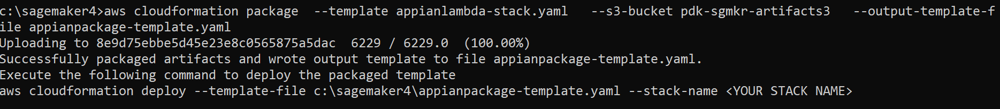 c:\sagemaker4>aws cloudformation package  --template appianlambda-stack.yaml   --s3-bucket pdk-sgmkr-artifacts3   --output-template-f
ile appianpackage-template.yaml
Uploading to 8e9d75ebbe5d45e23e8c0565875a5dac  6229 / 6229.0  (100.00%)
Successfully packaged artifacts and wrote output template to file appianpackage-template.yaml.
Execute the following command to deploy the packaged template
aws cloudformation deploy --template-file c:\sagemaker4\appianpackage-template.yaml --stack-name <YOUR STACK NAME>